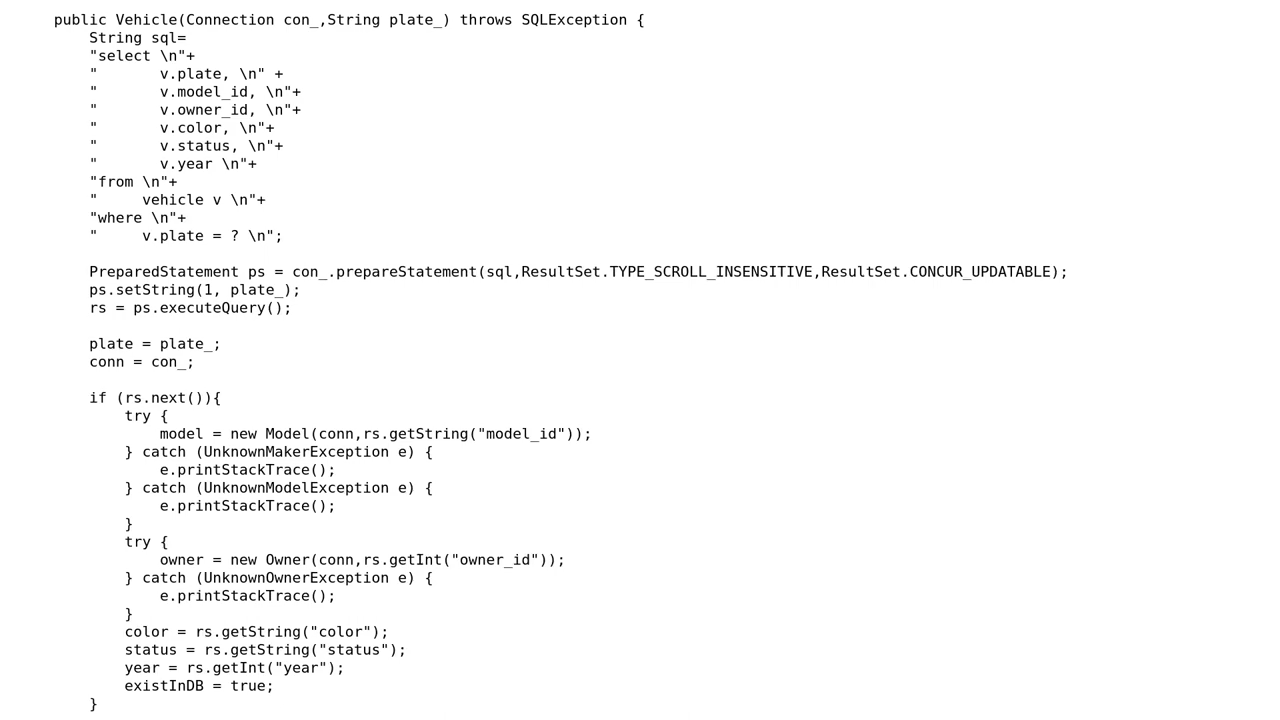 public Vehicle(Connection con_,String plate_) throws SQLException {
    String sql=
    "select \n"+
    "       v.plate, \n" +
    "       v.model_id, \n"+
    "       v.owner_id, \n"+
    "       v.color, \n"+
    "       v.status, \n"+
    "       v.year \n"+
    "from \n"+
    "     vehicle v \n"+
    "where \n"+
    "     v.plate = ? \n";

    PreparedStatement ps = con_.prepareStatement(sql,ResultSet.TYPE_SCROLL_INSENSITIVE,ResultSet.CONCUR_UPDATABLE);
    ps.setString(1, plate_);
    rs = ps.executeQuery();

    plate = plate_;
    conn = con_;

    if (rs.next()){
        try {
            model = new Model(conn,rs.getString("model_id"));
        } catch (UnknownMakerException e) {
            e.printStackTrace();
        } catch (UnknownModelException e) {
            e.printStackTrace();
        }
        try {
            owner = new Owner(conn,rs.getInt("owner_id"));
        } catch (UnknownOwnerException e) {
            e.printStackTrace();
        }
        color = rs.getString("color");
        status = rs.getString("status");
        year = rs.getInt("year");
        existInDB = true;
    }